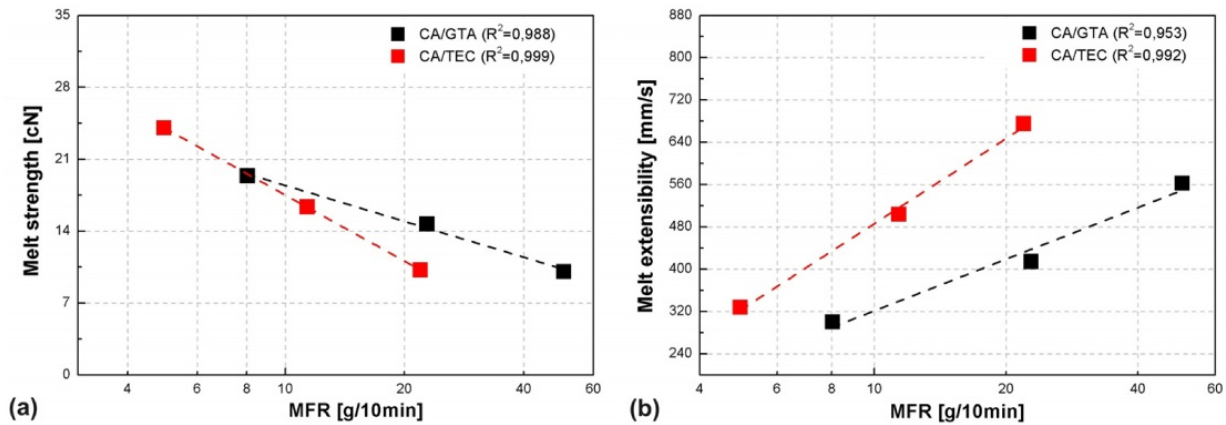 35
28
21
14
7
0
Melt strength [cN]
CA/GTA (R²=0,988)
CA/TEC (R²=0,999)
4 6 8 10 20 40 60
MFR [g/10min]
(a)
880
800
720
640
560
480
400
320
240
Melt extensibility [mm/s]
CA/GTA (R²=0,953)
CA/TEC (R²=0,992)
4 6 8 10 20 40 60
MFR [g/10min]
(b)